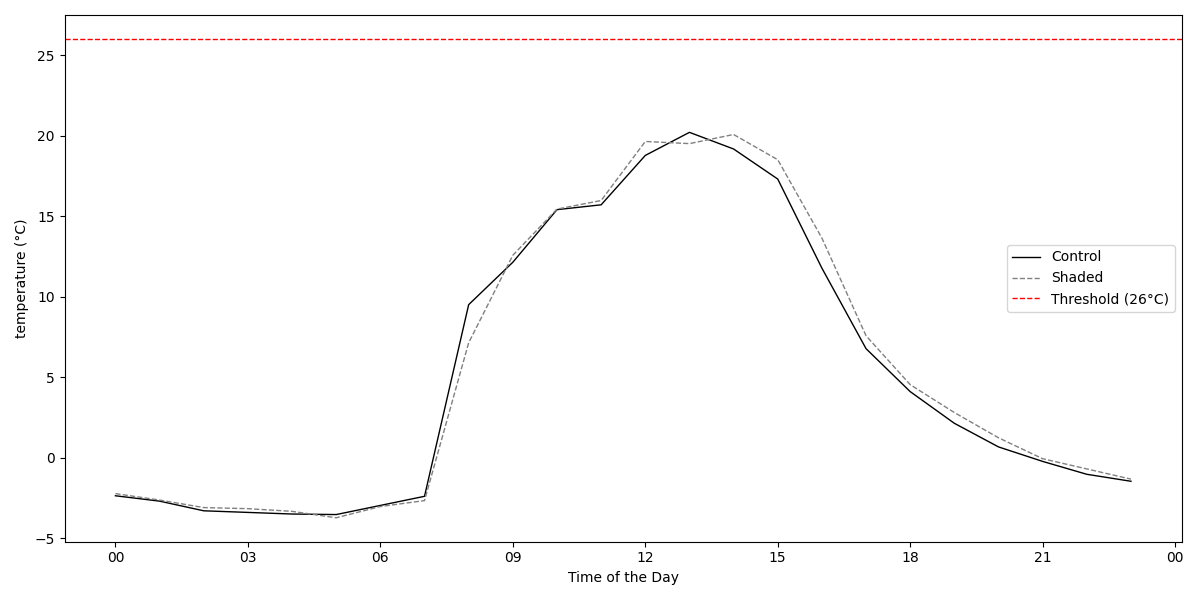 25
20
15
10
5
0
−5
temperature (°C)
Control
Shaded
Threshold (26°C)
00 03 06 09 12 15 18 21 00
Time of the Day